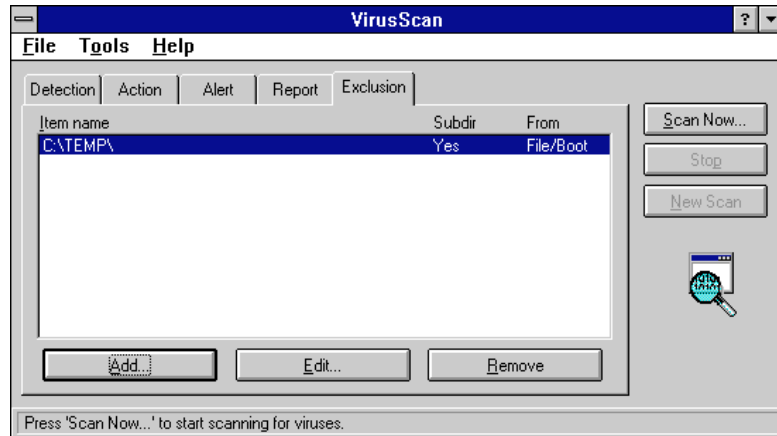 VirusScan ?
File Tools Help
Detection Action Alert Report Exclusion
Item name Subdir From
C:\TEMP\ Yes File/Boot
Scan Now...
Stop
New Scan
Add... Edit... Remove
Press 'Scan Now...' to start scanning for viruses.